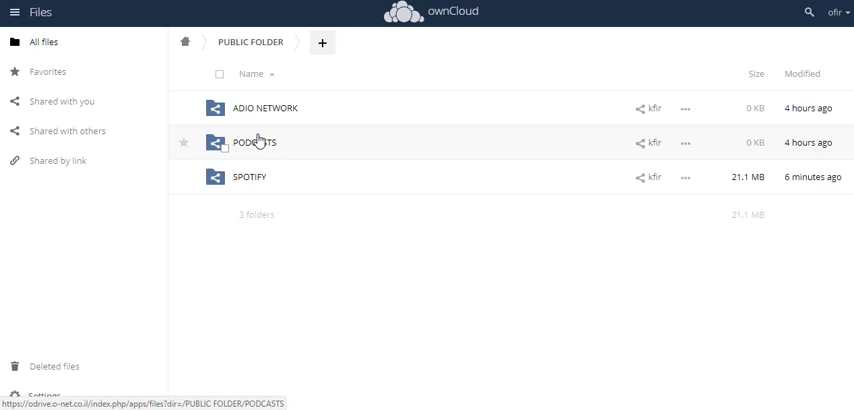 Files
ownCloud
ofir
All files
Favorites
Shared with you
Shared with others
Shared by link
Deleted files
Settings
PUBLIC FOLDER
+
Name
Size
Modified
ADIO NETWORK
kfir
0 KB
4 hours ago
PODCASTS
kfir
0 KB
4 hours ago
SPOTIFY
kfir
21.1 MB
6 minutes ago
3 folders
21.1 MB
https://odrive.o-net.co.il/index.php/apps/files?dir=/PUBLIC FOLDER/PODCASTS